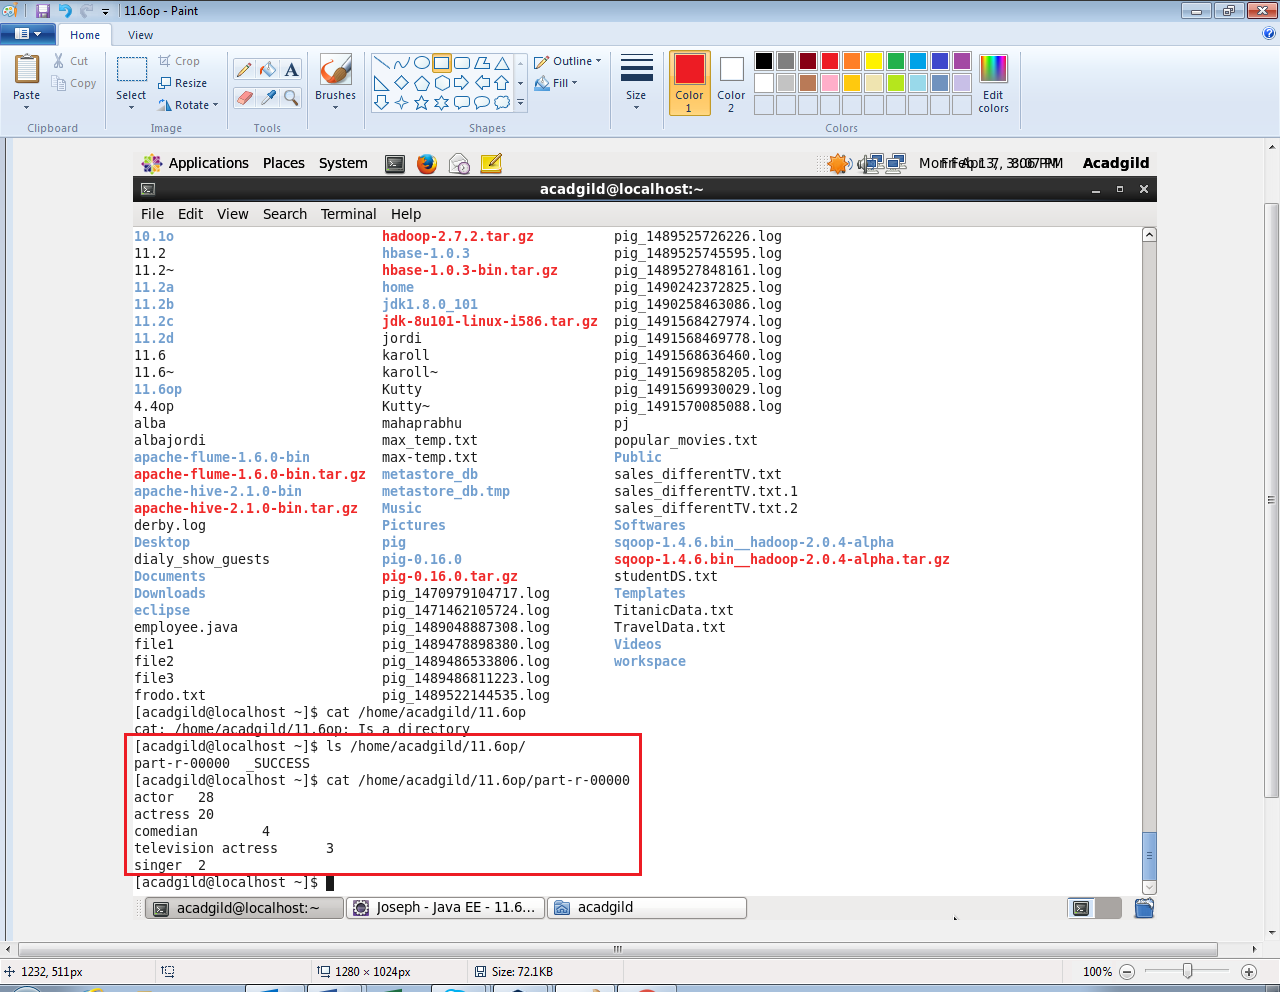 11.6op - Paint
Home View
Paste
Cut
Copy
Clipboard
Select
Crop
Resize
Rotate
Image
Tools
Brushes
Shapes
Outline
Fill
Size
Color 1
Color 2
Edit colors
Colors
Applications Places System Acadgild
acadgild@localhost:~
File Edit View Search Terminal Help
10.1o hadoop-2.7.2.tar.gz pig_1489525726226.log
11.2 hbase-1.0.3 pig_1489525745595.log
11.2~ hbase-1.0.3-bin.tar.gz pig_1489527848161.log
11.2a home pig_1490242372825.log
11.2b jdk1.8.0_101 pig_1490258463086.log
11.2c jdk-8u101-linux-i586.tar.gz pig_1491568427974.log
11.2d jordi pig_1491568469778.log
11.6 karoll pig_1491568636460.log
11.6~ karoll~ pig_1491569858205.log
11.6op Kutty pig_1491569930029.log
4.4op Kutty~ pig_1491570085088.log
alba mahaprabhu pj
albajordi max_temp.txt popular_movies.txt
apache-flume-1.6.0-bin max-temp.txt Public
apache-flume-1.6.0-bin.tar.gz metastore_db sales_differentTV.txt
apache-hive-2.1.0-bin metastore_db.tmp sales_differentTV.txt.1
apache-hive-2.1.0-bin.tar.gz Music sales_differentTV.txt.2
derby.log Pictures Softwares
Desktop pig sqoop-1.4.6.bin__hadoop-2.0.4-alpha
dialy_show_guests pig-0.16.0 sqoop-1.4.6.bin__hadoop-2.0.4-alpha.tar.gz
Documents pig-0.16.0.tar.gz studentDS.txt
Downloads pig_1470979104717.log Templates
eclipse pig_1471462105724.log TitanicData.txt
employee.java pig_1489048887308.log TravelData.txt
file1 pig_1489478898380.log Videos
file2 pig_1489486533806.log workspace
file3 pig_1489486811223.log
frodo.txt pig_1489522144535.log
[acadgild@localhost ~]$ cat /home/acadgild/11.6op
cat: /home/acadgild/11.6op: Is a directory
[acadgild@localhost ~]$ ls /home/acadgild/11.6op/
part-r-00000 _SUCCESS
[acadgild@localhost ~]$ cat /home/acadgild/11.6op/part-r-00000
actor 28
actress 20
comedian 4
television actress 3
singer 2
[acadgild@localhost ~]$
acadgild@localhost:~ Joseph - Java EE - 11.6... acadgild
1232, 511px 1280 × 1024px Size: 72.1KB 100%